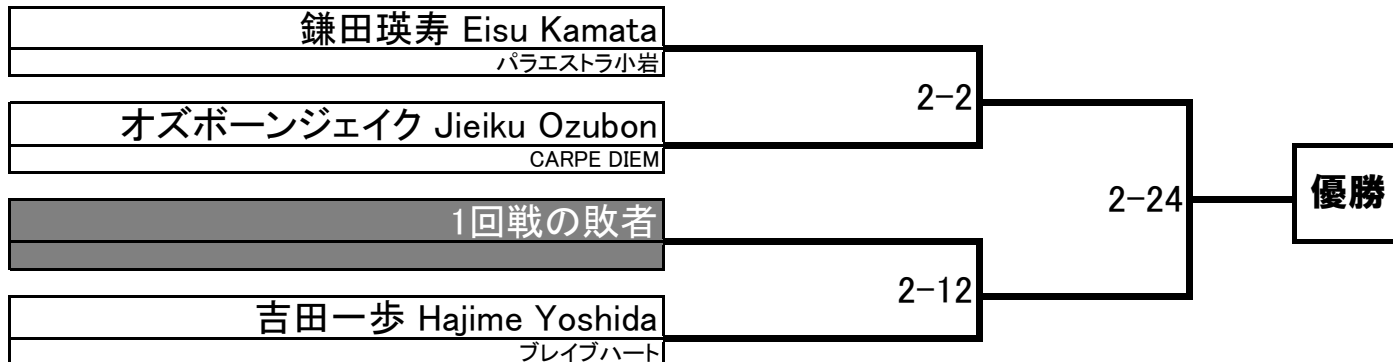 鎌田瑛寿 Eisu Kamata
パラエストラ小岩
2-2
オズボーンジェイク Jieiku Ozubon
CARPE DIEM
2-24
優勝
1回戦の敗者
2-12
吉田一歩 Hajime Yoshida
ブレイブハート